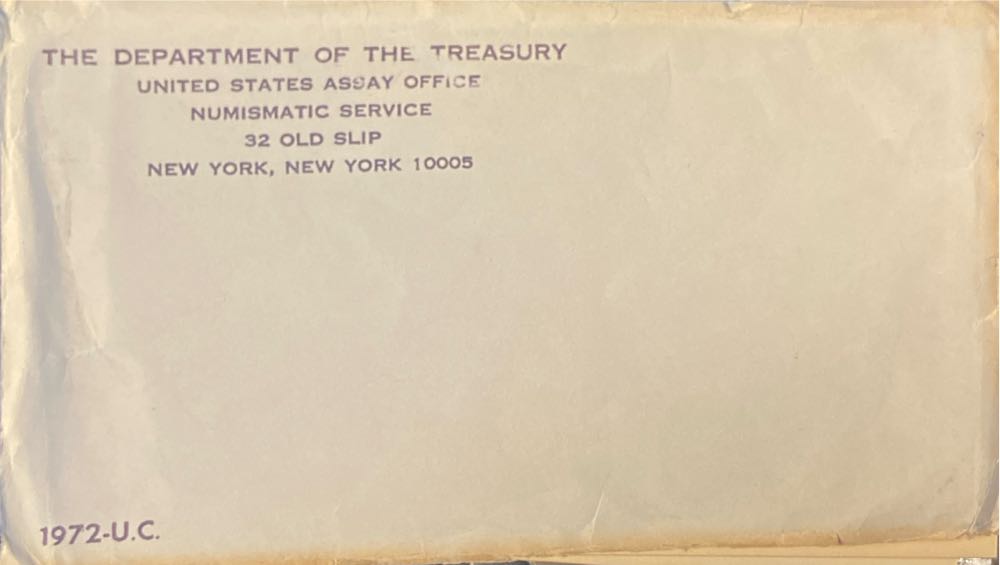 THE DEPARTMENT OF THE TREASURY
UNITED STATES ASSAY OFFICE
NUMISMATIC SERVICE
32 OLD SLIP
NEW YORK, NEW YORK 10005
1972-U.C.